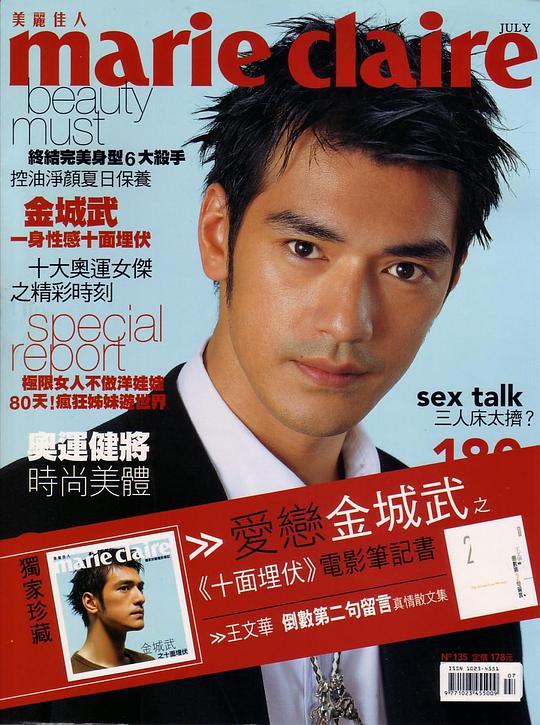 美麗佳人
marie claire
JULY
beauty
must
終結完美身型6大殺手
控油淨顏夏日保養
金城武
一身性感十面埋伏
十大奧運女傑
之精彩時刻
special
report
極限女人不做洋娃娃
80天!瘋狂姊妹遊世界
奧運健將
時尚美體
sex talk
三人床太擠？
180
獨家珍藏
美麗佳人
marie claire
金城武
之十面埋伏
>> 愛戀金城武之
《十面埋伏》電影筆記書
2
>> 王文華 倒數第二句留言 真情散文集
Nº135 定價 178元
ISSN 1023-4551
07
9771023455009